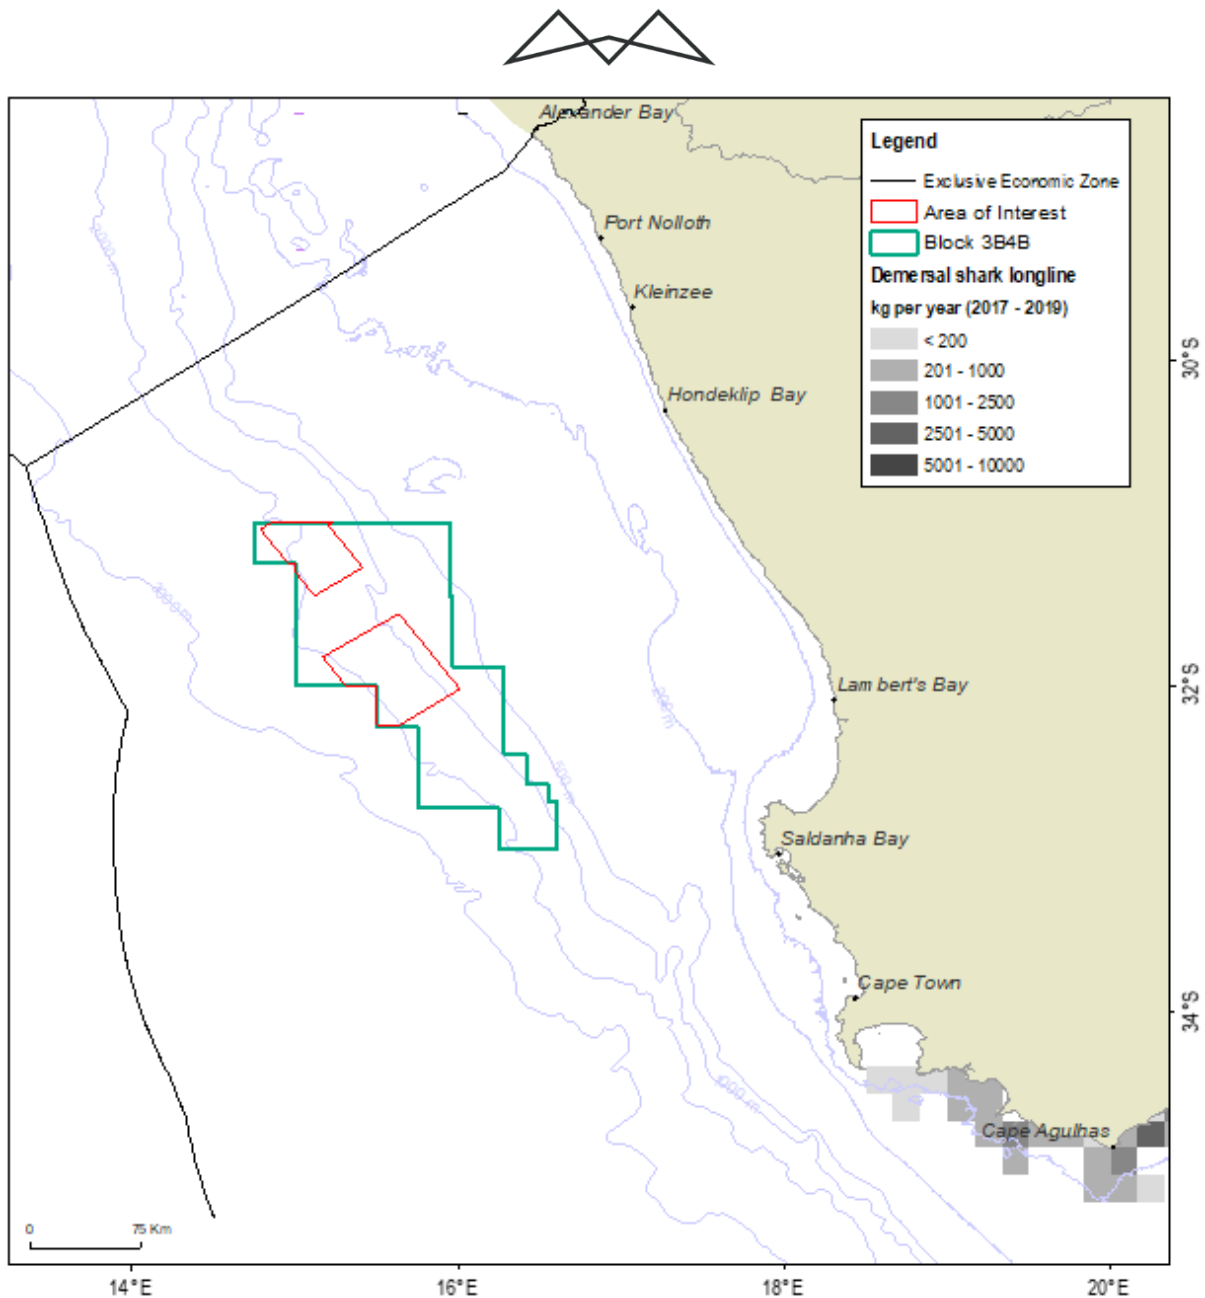 Alexander Bay
Port Nolloth
Kleinzee
Hondeklip Bay
Lambert's Bay
Saldanha Bay
Cape Town
Cape Agulhas
Legend
Exclusive Economic Zone
Area of Interest
Block 3B4B
Demersal shark longline
kg per year (2017 - 2019)
< 200
201 - 1000
1001 - 2500
2501 - 5000
5001 - 10000
200 m
500 m
30°S
32°S
34°S
0 75 Km
14°E 16°E 18°E 20°E